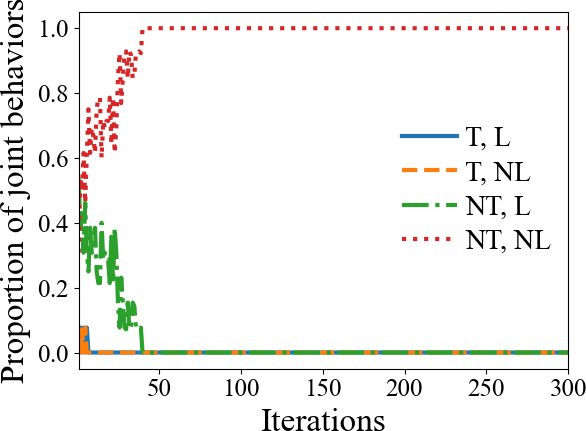 Proportion of joint behaviors
1.0
0.8
0.6
0.4
0.2
0.0
T, L
T, NL
NT, L
NT, NL
50 100 150 200 250 300
Iterations